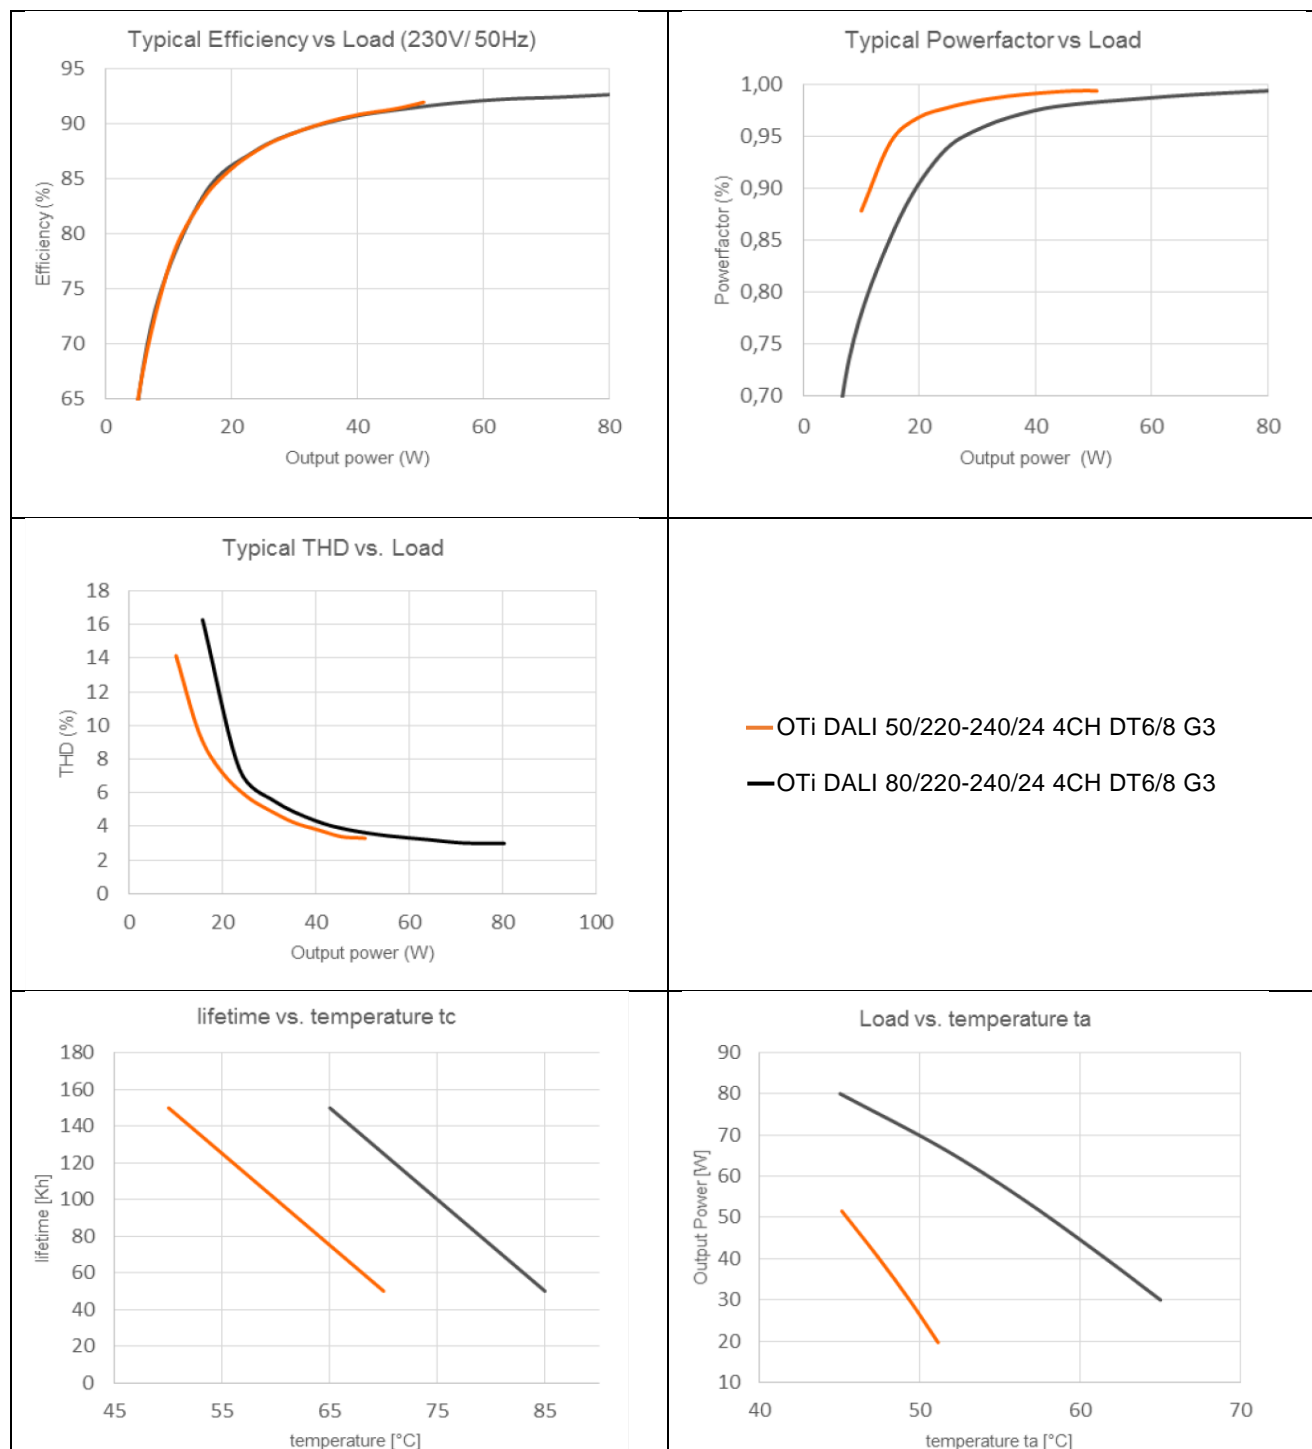 Typical Efficiency vs Load (230V/ 50Hz)
95
90
85
80
75
70
65
Efficiency (%)
0 20 40 60 80
Output power (W)
Typical Powerfactor vs Load
1,00
0,95
0,90
0,85
0,80
0,75
0,70
Powerfactor (%)
0 20 40 60 80
Output power (W)
Typical THD vs. Load
18
16
14
12
10
8
6
4
2
0
THD (%)
0 20 40 60 80 100
Output power (W)
OTi DALI 50/220-240/24 4CH DT6/8 G3
OTi DALI 80/220-240/24 4CH DT6/8 G3
lifetime vs. temperature tc
180
160
140
120
100
80
60
40
20
0
lifetime [Kh]
45 55 65 75 85
temperature [°C]
Load vs. temperature ta
90
80
70
60
50
40
30
20
10
Output Power [W]
40 50 60 70
temperature ta [°C]